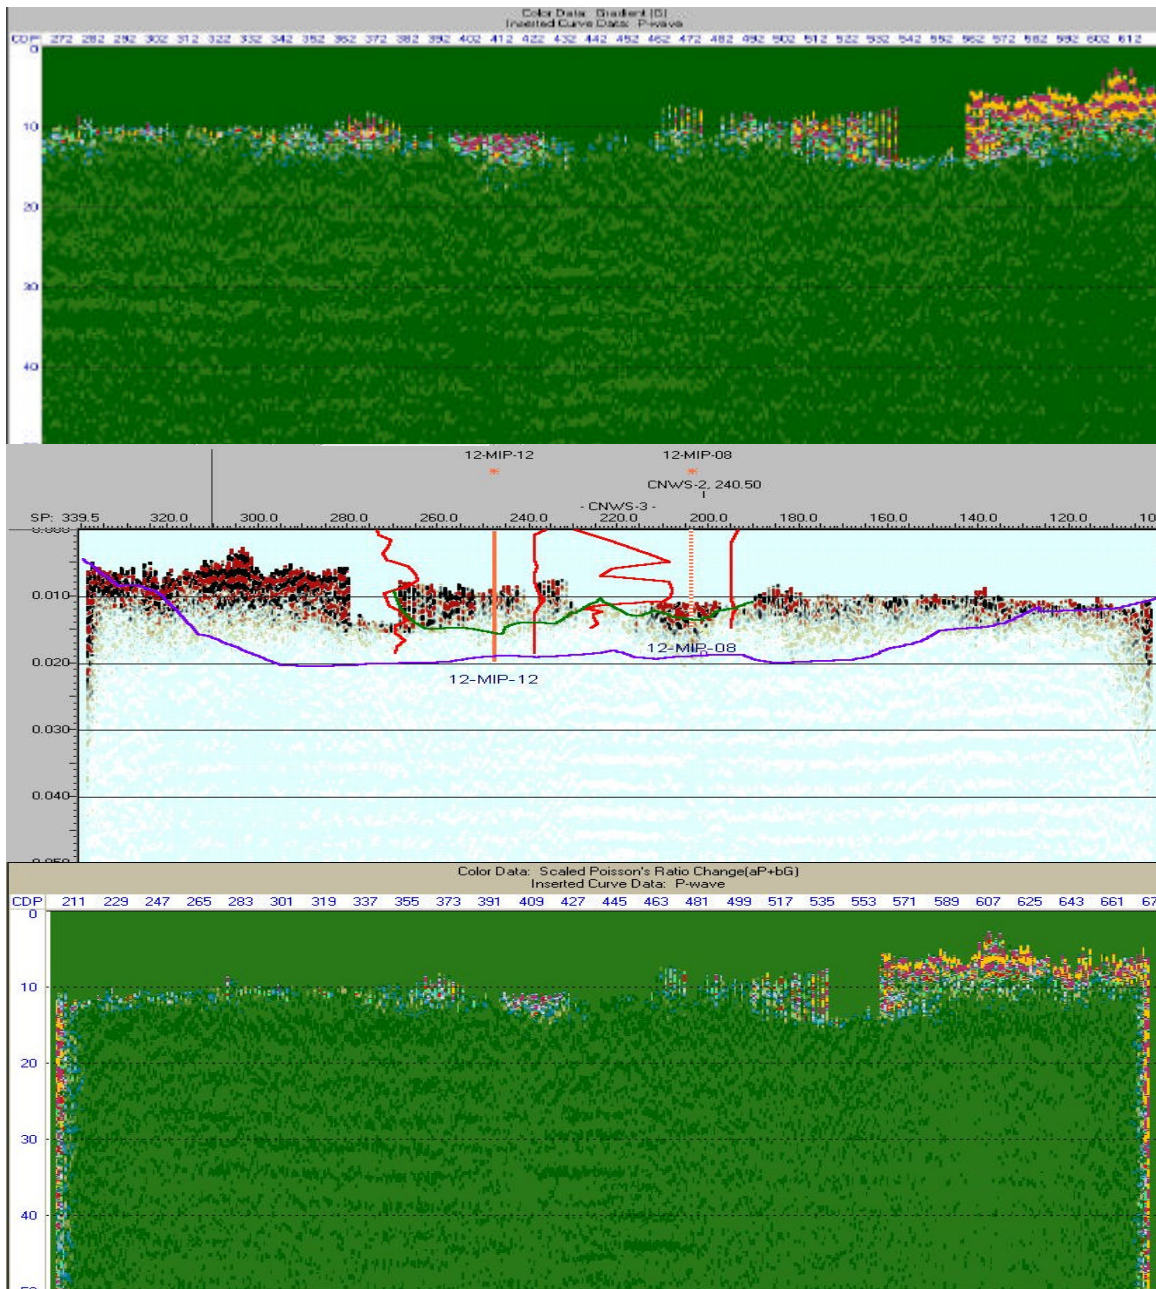 Color Data: Gradient (G)
Inserted Curve Data: P-wave
CDP 272 282 292 302 312 322 332 342 352 362 372 382 392 402 412 422 432 442 452 462 472 482 492 502 512 522 532 542 552 562 572 582 592 602 612
0
10
20
30
40
12-MIP-12 12-MIP-08
CNWS-2, 240.50
- CNWS-3 -
SP: 339.5 320.0 300.0 280.0 260.0 240.0 220.0 200.0 180.0 160.0 140.0 120.0 100
0.000
0.010
12-MIP-08
0.020
12-MIP-12
0.030
0.040
0.050
Color Data: Scaled Poisson's Ratio Change(aP+bG)
Inserted Curve Data: P-wave
CDP 211 229 247 265 283 301 319 337 355 373 391 409 427 445 463 481 499 517 535 553 571 589 607 625 643 661 67
0
10
20
30
40
50